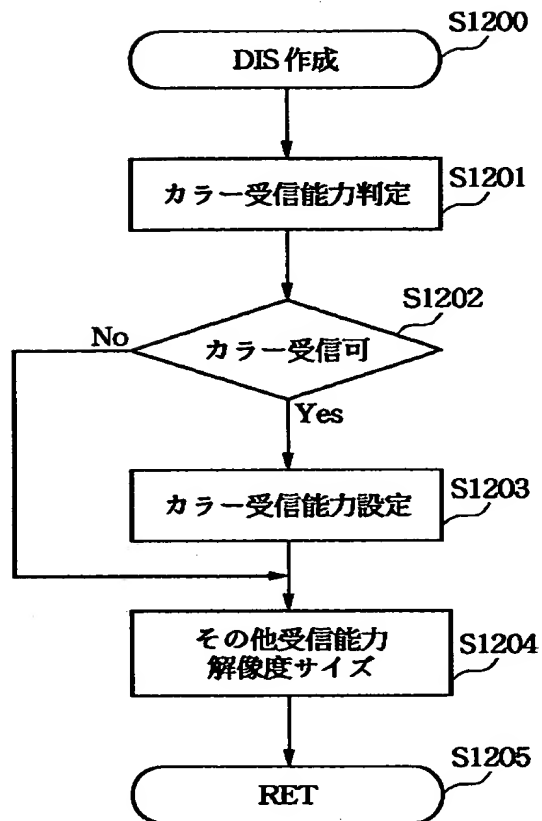 S1200
DIS 作成
カラー受信能力判定
S1201
S1202
No
カラー受信可
Yes
カラー受信能力設定
S1203
その他受信能力
解像度サイズ
S1204
S1205
RET